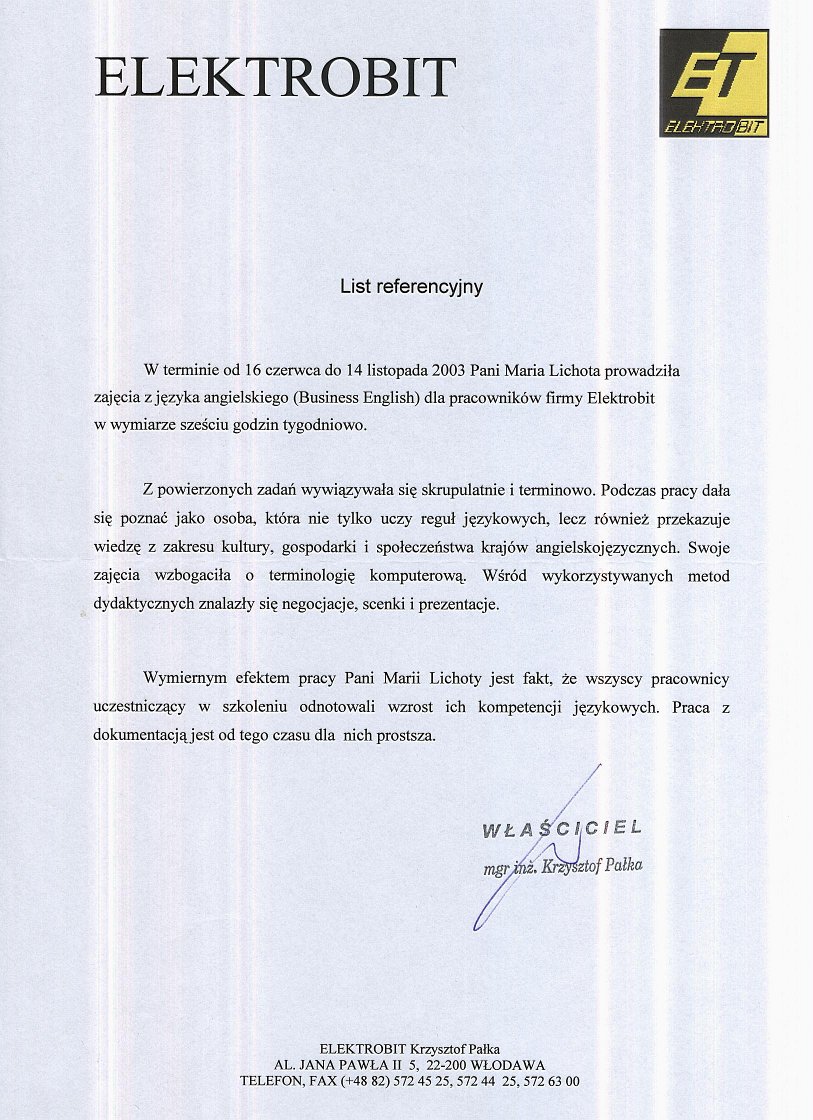 ELEKTROBIT
ET
ELEKTROBIT
List referencyjny
W terminie od 16 czerwca do 14 listopada 2003 Pani Maria Lichota prowadziła
zajęcia z języka angielskiego (Business English) dla pracowników firmy Elektrobit
w wymiarze sześciu godzin tygodniowo.
Z powierzonych zadań wywiązywała się skrupulatnie i terminowo. Podczas pracy dała
się poznać jako osoba, która nie tylko uczy reguł językowych, lecz również przekazuje
wiedzę z zakresu kultury, gospodarki i społeczeństwa krajów angielskojęzycznych. Swoje
zajęcia wzbogaciła o terminologię komputerową. Wśród wykorzystywanych metod
dydaktycznych znalazły się negocjacje, scenki i prezentacje.
Wymiernym efektem pracy Pani Marii Lichoty jest fakt, że wszyscy pracownicy
uczestniczący w szkoleniu odnotowali wzrost ich kompetencji językowych. Praca z
dokumentacją jest od tego czasu dla nich prostsza.
WŁAŚCICIEL
mgr inż. Krzysztof Pałka
ELEKTROBIT Krzysztof Pałka
AL. JANA PAWŁA II 5, 22-200 WŁODAWA
TELEFON, FAX (+48 82) 572 45 25, 572 44 25, 572 63 00